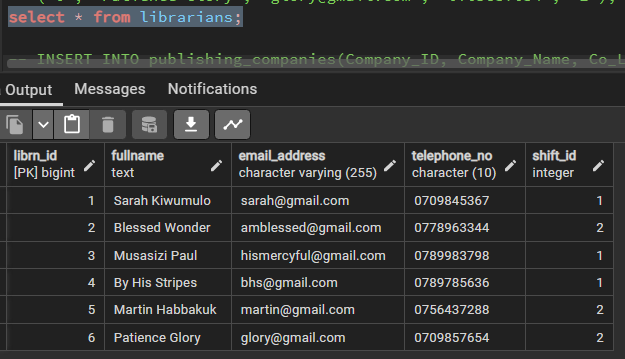 select * from librarians;
-- INSERT INTO publishing_companies(Company_ID, Company_Name, Co_L
Output Messages Notifications
librn_id fullname email_address telephone_no shift_id
[PK] bigint text character varying (255) character (10) integer
1 Sarah Kiwumulo sarah@gmail.com 0709845367 1
2 Blessed Wonder amblessed@gmail.com 0778963344 2
3 Musasizi Paul hismercyful@gmail.com 0789983798 1
4 By His Stripes bhs@gmail.com 0789785636 1
5 Martin Habbakuk martin@gmail.com 0756437288 2
6 Patience Glory glory@gmail.com 0709857654 2